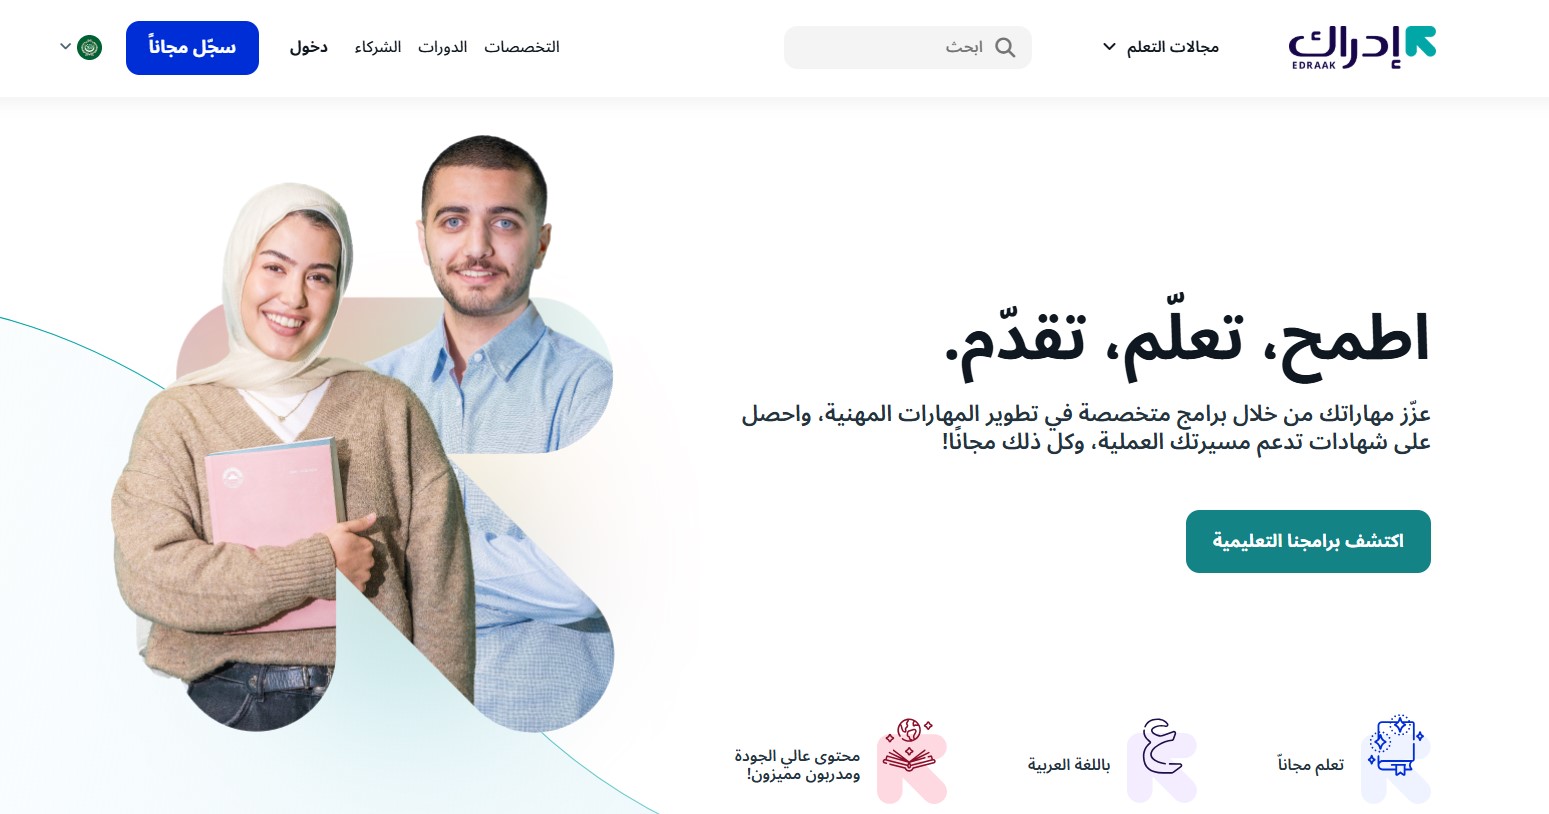 إدراك
EDRAAK
مجالات التعلم
ابحث
التخصصات
الدورات
الشركاء
دخول
سجّل مجاناً
اطمح، تعلّم، تقدّم.
عزّز مهاراتك من خلال برامج متخصصة في تطوير المهارات المهنية، واحصل
على شهادات تدعم مسيرتك العملية، وكل ذلك مجانًا!
اكتشف برامجنا التعليمية
تعلم مجاناً
ع
باللغة العربية
محتوى عالي الجودة
ومدربون مميزون!